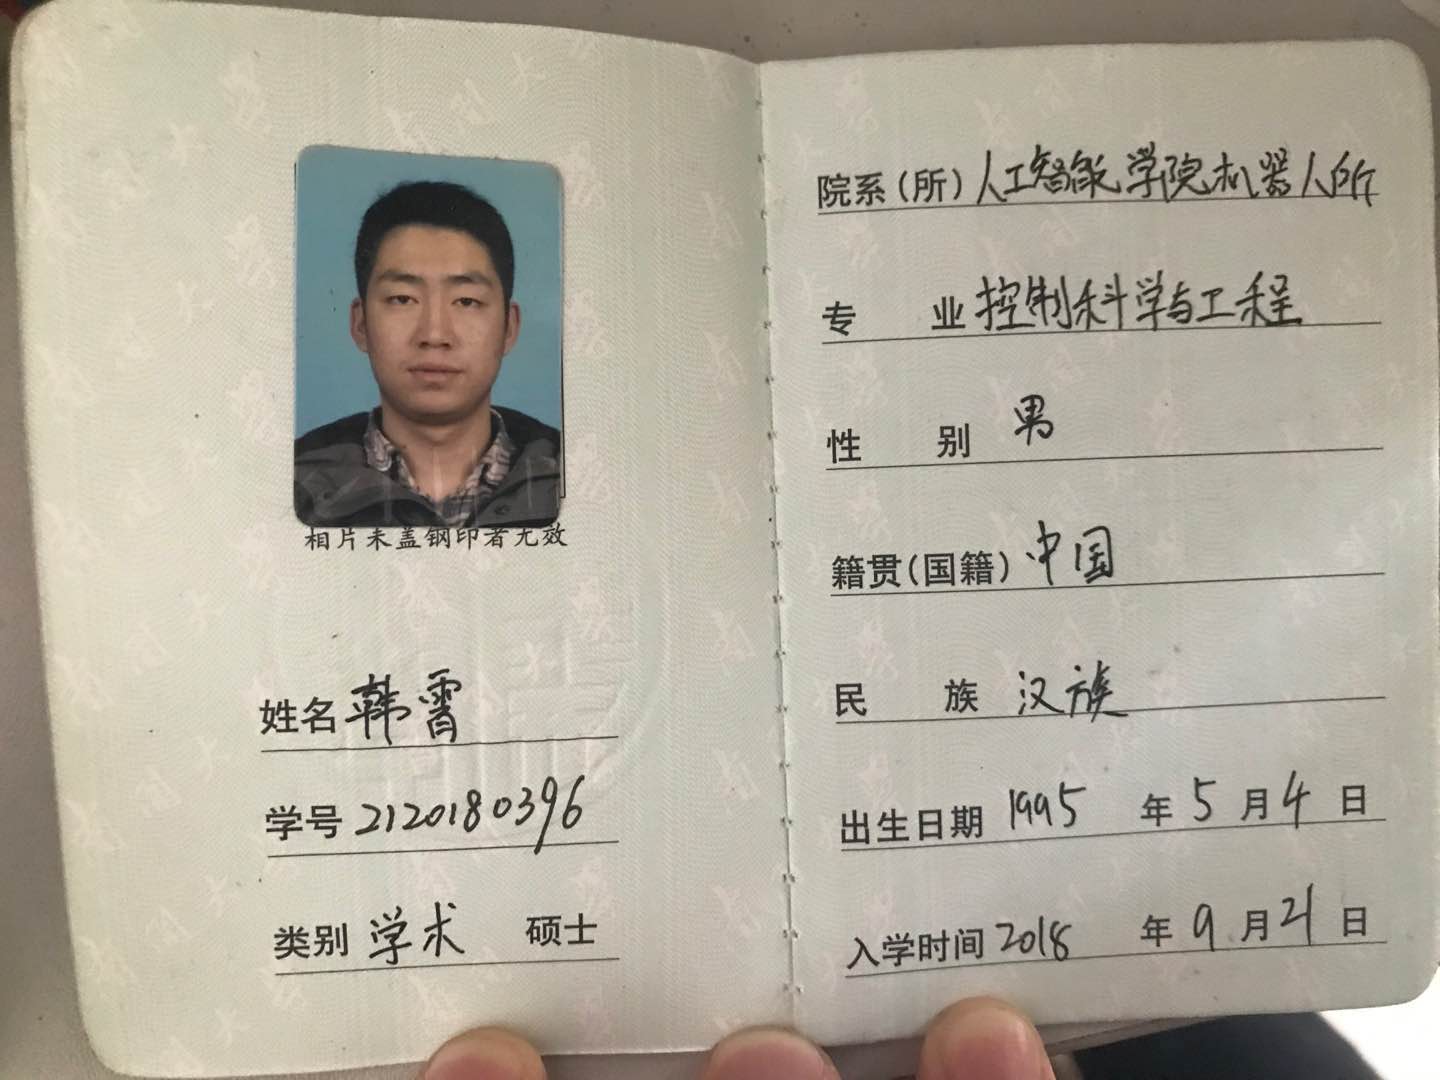 相片未盖钢印者无效
姓名 韩霄
学号 2120180396
类别 学术 硕士
院系(所) 人工智能学院机器人所
专 业 控制科学与工程
性 别 男
籍贯(国籍) 中国
民 族 汉族
出生日期 1995 年 5 月 4 日
入学时间 2018 年 9 月 21 日